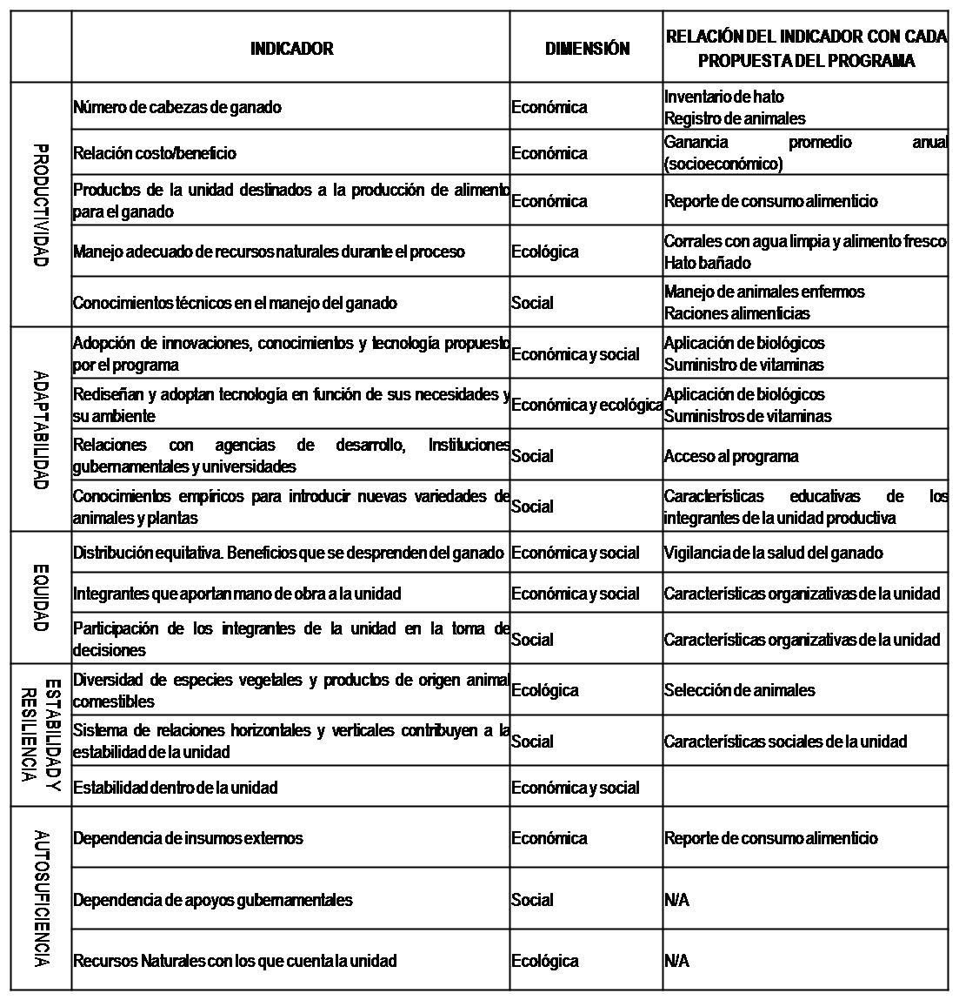 INDICADOR
DIMENSIÓN
RELACIÓN DEL INDICADOR CON CADA
PROPUESTA DEL PROGRAMA
PRODUCTIVIDAD
Número de cabezas de ganado
Económica
Inventario de hato
Registro de animales
Relación costo/beneficio
Económica
Ganancia promedio anual
(socioeconómico)
Productos de la unidad destinados a la producción de alimento
para el ganado
Económica
Reporte de consumo alimenticio
Manejo adecuado de recursos naturales durante el proceso
Ecológica
Corrales con agua limpia y alimento fresco
Hato bañado
Conocimientos técnicos en el manejo del ganado
Social
Manejo de animales enfermos
Raciones alimenticias
ADAPTABILIDAD
Adopción de innovaciones, conocimientos y tecnología propuesto
por el programa
Económica y social
Aplicación de biológicos
Suministro de vitaminas
Rediseñan y adoptan tecnología en función de sus necesidades y
su ambiente
Económica y ecológica
Aplicación de biológicos
Suministros de vitaminas
Relaciones con agencias de desarrollo, Instituciones
gubernamentales y universidades
Social
Acceso al programa
Conocimientos empíricos para introducir nuevas variedades de
animales y plantas
Social
Características educativas de los
integrantes de la unidad productiva
EQUIDAD
Distribución equitativa. Beneficios que se desprenden del ganado
Económica y social
Vigilancia de la salud del ganado
Integrantes que aportan mano de obra a la unidad
Económica y social
Características organizativas de la unidad
Participación de los integrantes de la unidad en la toma de
decisiones
Social
Características organizativas de la unidad
ESTABILIDAD Y
RESILIENCIA
Diversidad de especies vegetales y productos de origen animal
comestibles
Ecológica
Selección de animales
Sistema de relaciones horizontales y verticales contribuyen a la
estabilidad de la unidad
Social
Características sociales de la unidad
Estabilidad dentro de la unidad
Económica y social
AUTOSUFICIENCIA
Dependencia de insumos externos
Económica
Reporte de consumo alimenticio
Dependencia de apoyos gubernamentales
Social
N/A
Recursos Naturales con los que cuenta la unidad
Ecológica
N/A